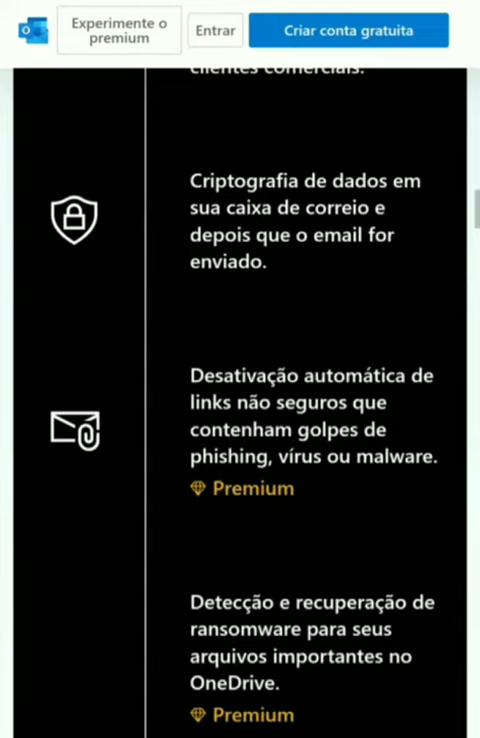 Experimente o
premium
Entrar
Criar conta gratuita
clientes comerciais.
Criptografia de dados em
sua caixa de correio e
depois que o email for
enviado.
Desativação automática de
links não seguros que
contenham golpes de
phishing, vírus ou malware.
Premium
Detecção e recuperação de
ransomware para seus
arquivos importantes no
OneDrive.
Premium